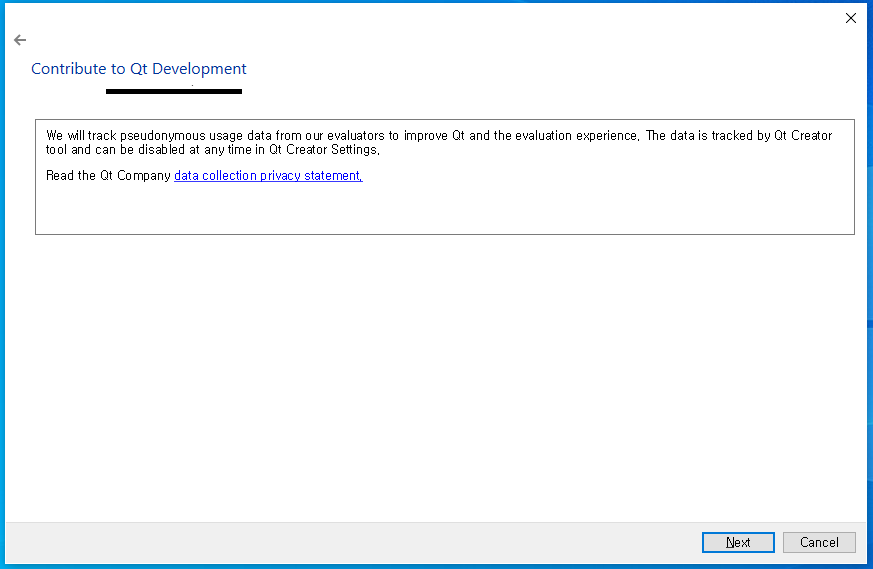 Contribute to Qt Development
We will track pseudonymous usage data from our evaluators to improve Qt and the evaluation experience. The data is tracked by Qt Creator
tool and can be disabled at any time in Qt Creator Settings.
Read the Qt Company data collection privacy statement.
Next
Cancel